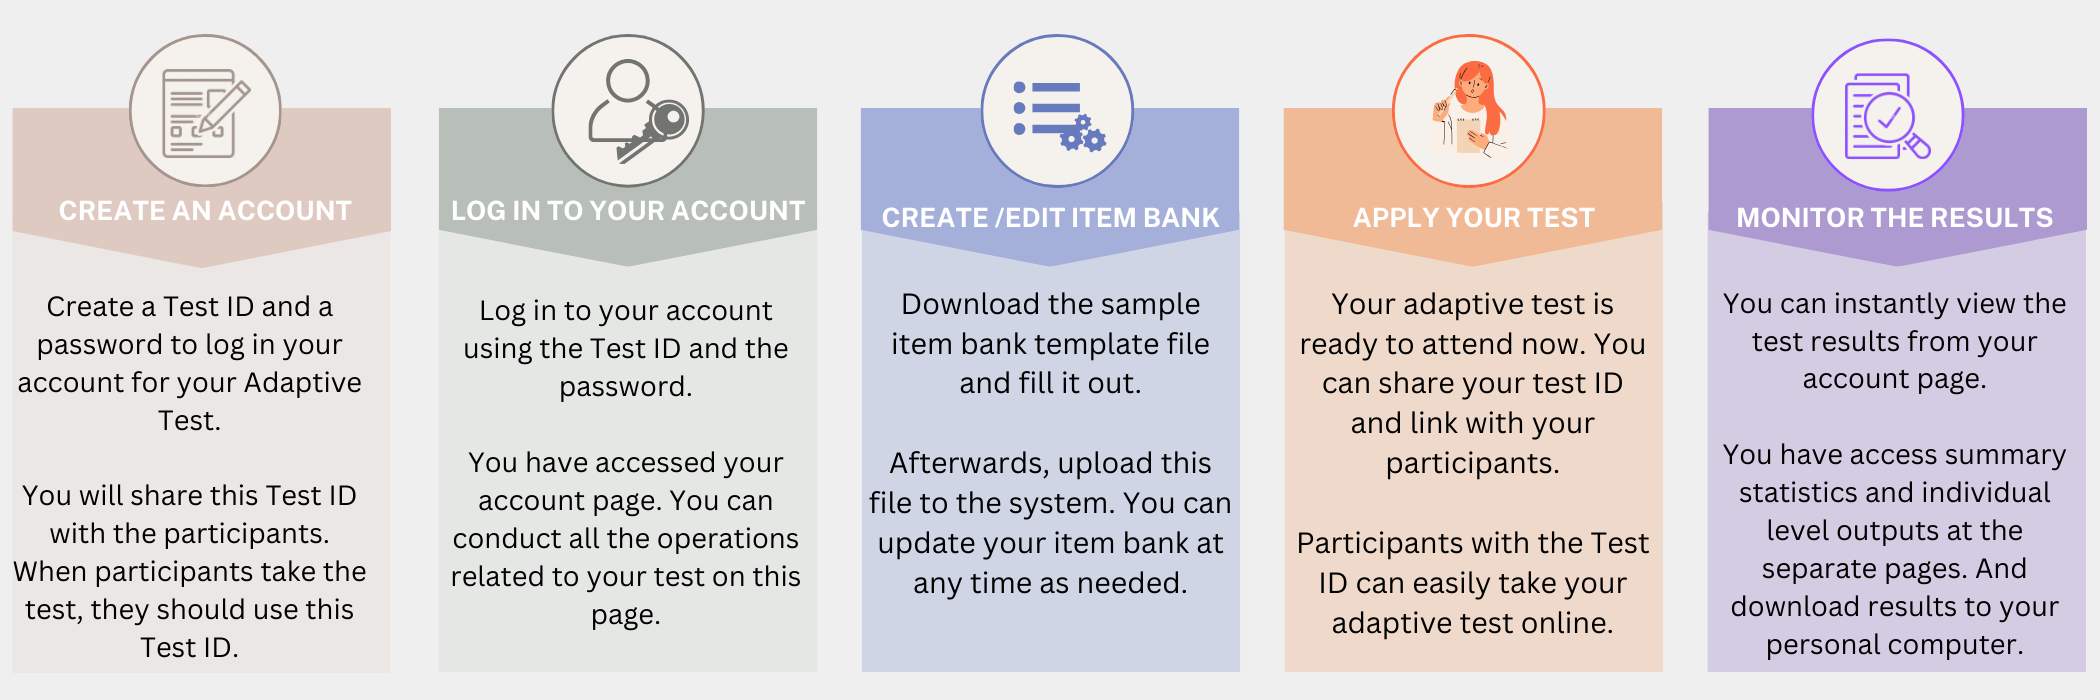 CREATE AN ACCOUNT
Create a Test ID and a
password to log in your
account for your Adaptive
Test.
You will share this Test ID
with the participants.
When participants take the
test, they should use this
Test ID.
LOG IN TO YOUR ACCOUNT
Log in to your account
using the Test ID and the
password.
You have accessed your
account page. You can
conduct all the operations
related to your test on this
page.
CREATE /EDIT ITEM BANK
Download the sample
item bank template file
and fill it out.
Afterwards, upload this
file to the system. You can
update your item bank at
any time as needed.
APPLY YOUR TEST
Your adaptive test is
ready to attend now. You
can share your test ID
and link with your
participants.
Participants with the Test
ID can easily take your
adaptive test online.
MONITOR THE RESULTS
You can instantly view the
test results from your
account page.
You have access summary
statistics and individual
level outputs at the
separate pages. And
download results to your
personal computer.